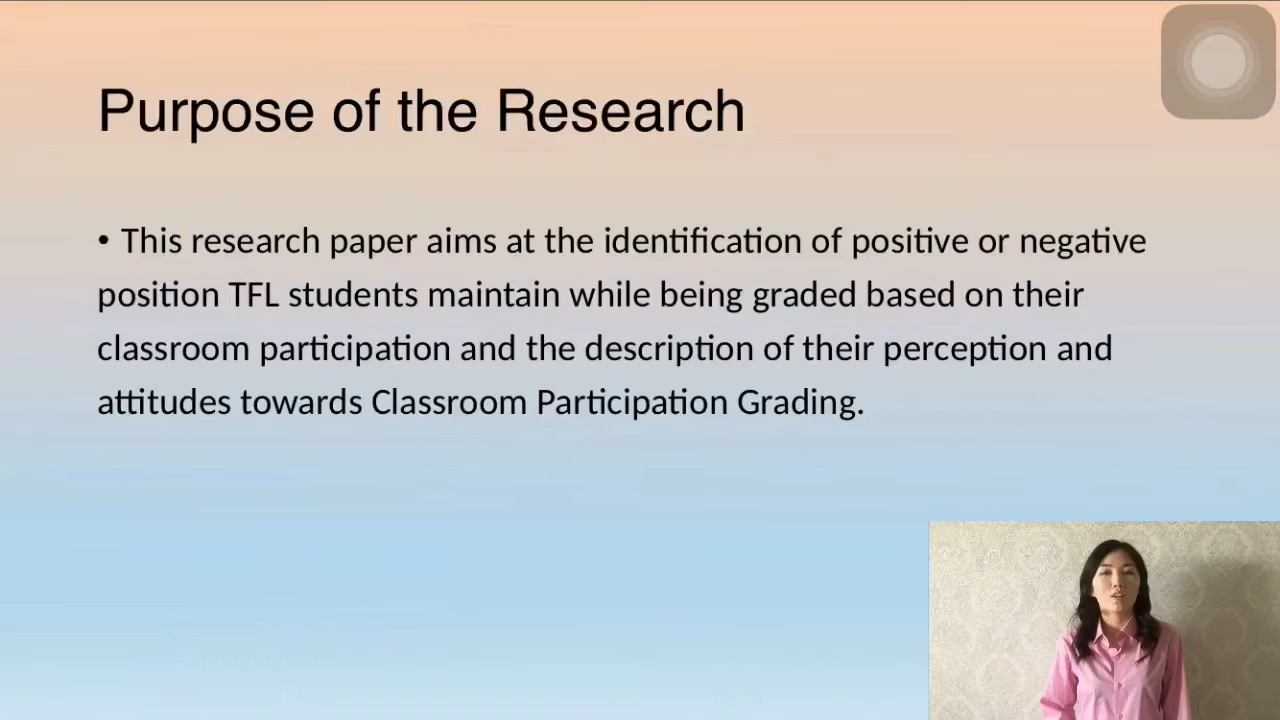 Purpose of the Research
• This research paper aims at the identification of positive or negative
position TFL students maintain while being graded based on their
classroom participation and the description of their perception and
attitudes towards Classroom Participation Grading.